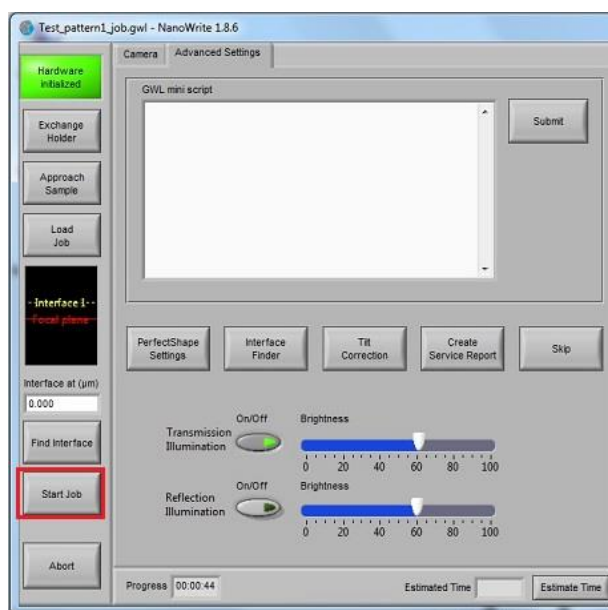 Test_pattern1_job.gwl - NanoWrite 1.8.6
Camera
Advanced Settings
Hardware
initialized
Exchange
Holder
Approach
Sample
Load
Job
- Interface 1- -
Focal plane
Interface at (µm)
0.000
Find Interface
Start Job
Abort
GWL mini script
Submit
PerfectShape
Settings
Interface
Finder
Tilt
Correction
Create
Service Report
Skip
On/Off
Brightness
Transmission
Illumination
0 20 40 60 80 100
On/Off
Brightness
Reflection
Illumination
0 20 40 60 80 100
Progress 00:00:44
Estimated Time
Estimate Time